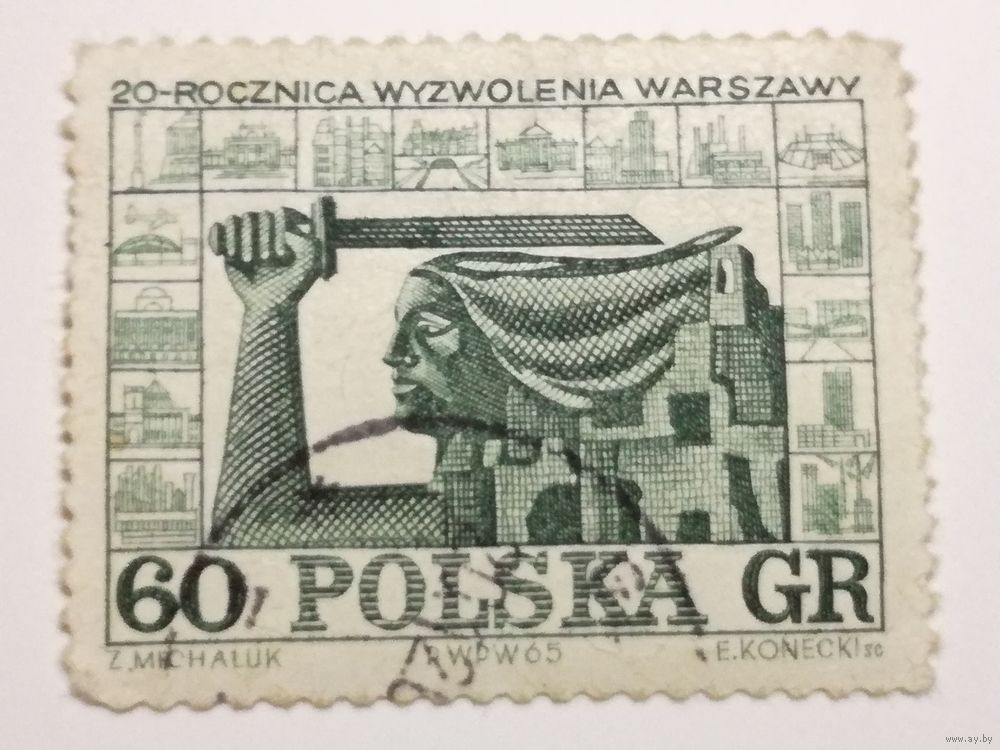 20-ROCZNICA WYZWOLENIA WARSZAWY
60 POLSKA GR
Z. MICHALUK PWPW65 E. KONECKI sc
www.ay.by